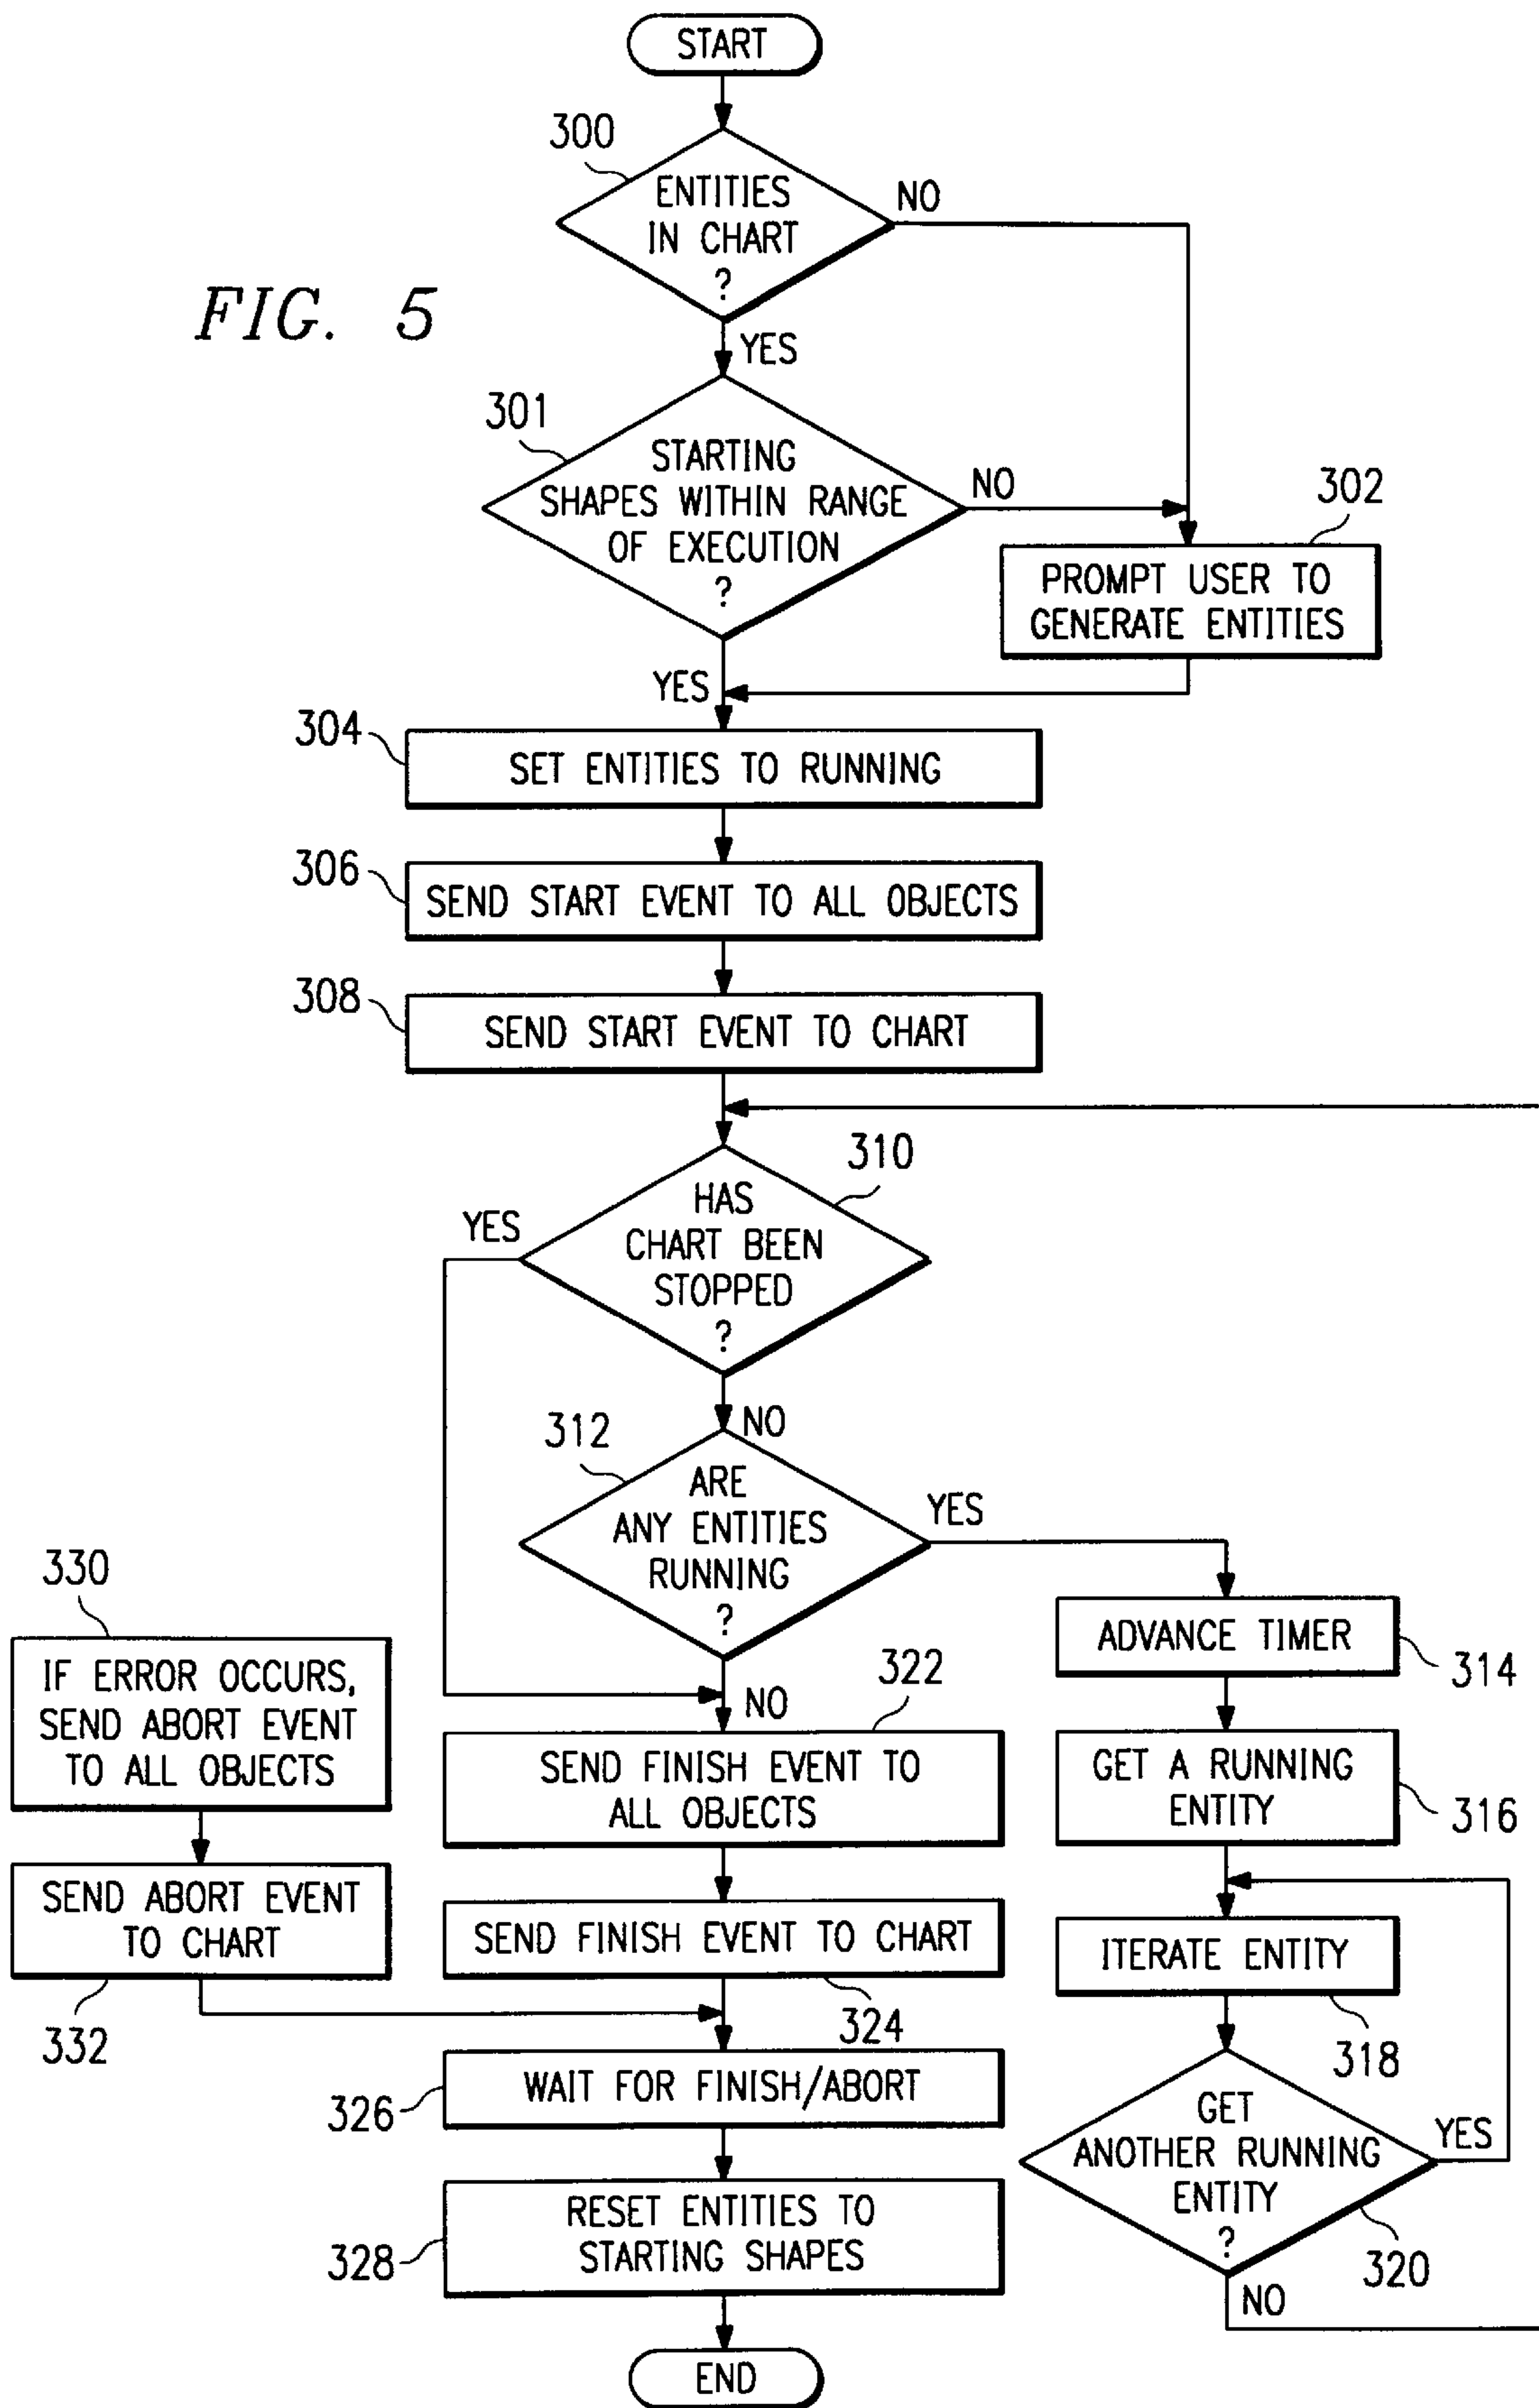 START
300
ENTITIES
IN CHART
?
NO
FIG. 5
YES
301
STARTING
SHAPES WITHIN RANGE
OF EXECUTION
?
NO
302
PROMPT USER TO
GENERATE ENTITIES
YES
304
SET ENTITIES TO RUNNING
306
SEND START EVENT TO ALL OBJECTS
308
SEND START EVENT TO CHART
310
HAS
CHART BEEN
STOPPED
?
YES
NO
312
ARE
ANY ENTITIES
RUNNING
?
YES
NO
314
ADVANCE TIMER
316
GET A RUNNING
ENTITY
318
ITERATE ENTITY
320
GET
ANOTHER RUNNING
ENTITY
?
YES
NO
322
SEND FINISH EVENT TO
ALL OBJECTS
324
SEND FINISH EVENT TO CHART
330
IF ERROR OCCURS,
SEND ABORT EVENT
TO ALL OBJECTS
332
SEND ABORT EVENT
TO CHART
326
WAIT FOR FINISH/ABORT
328
RESET ENTITIES TO
STARTING SHAPES
END